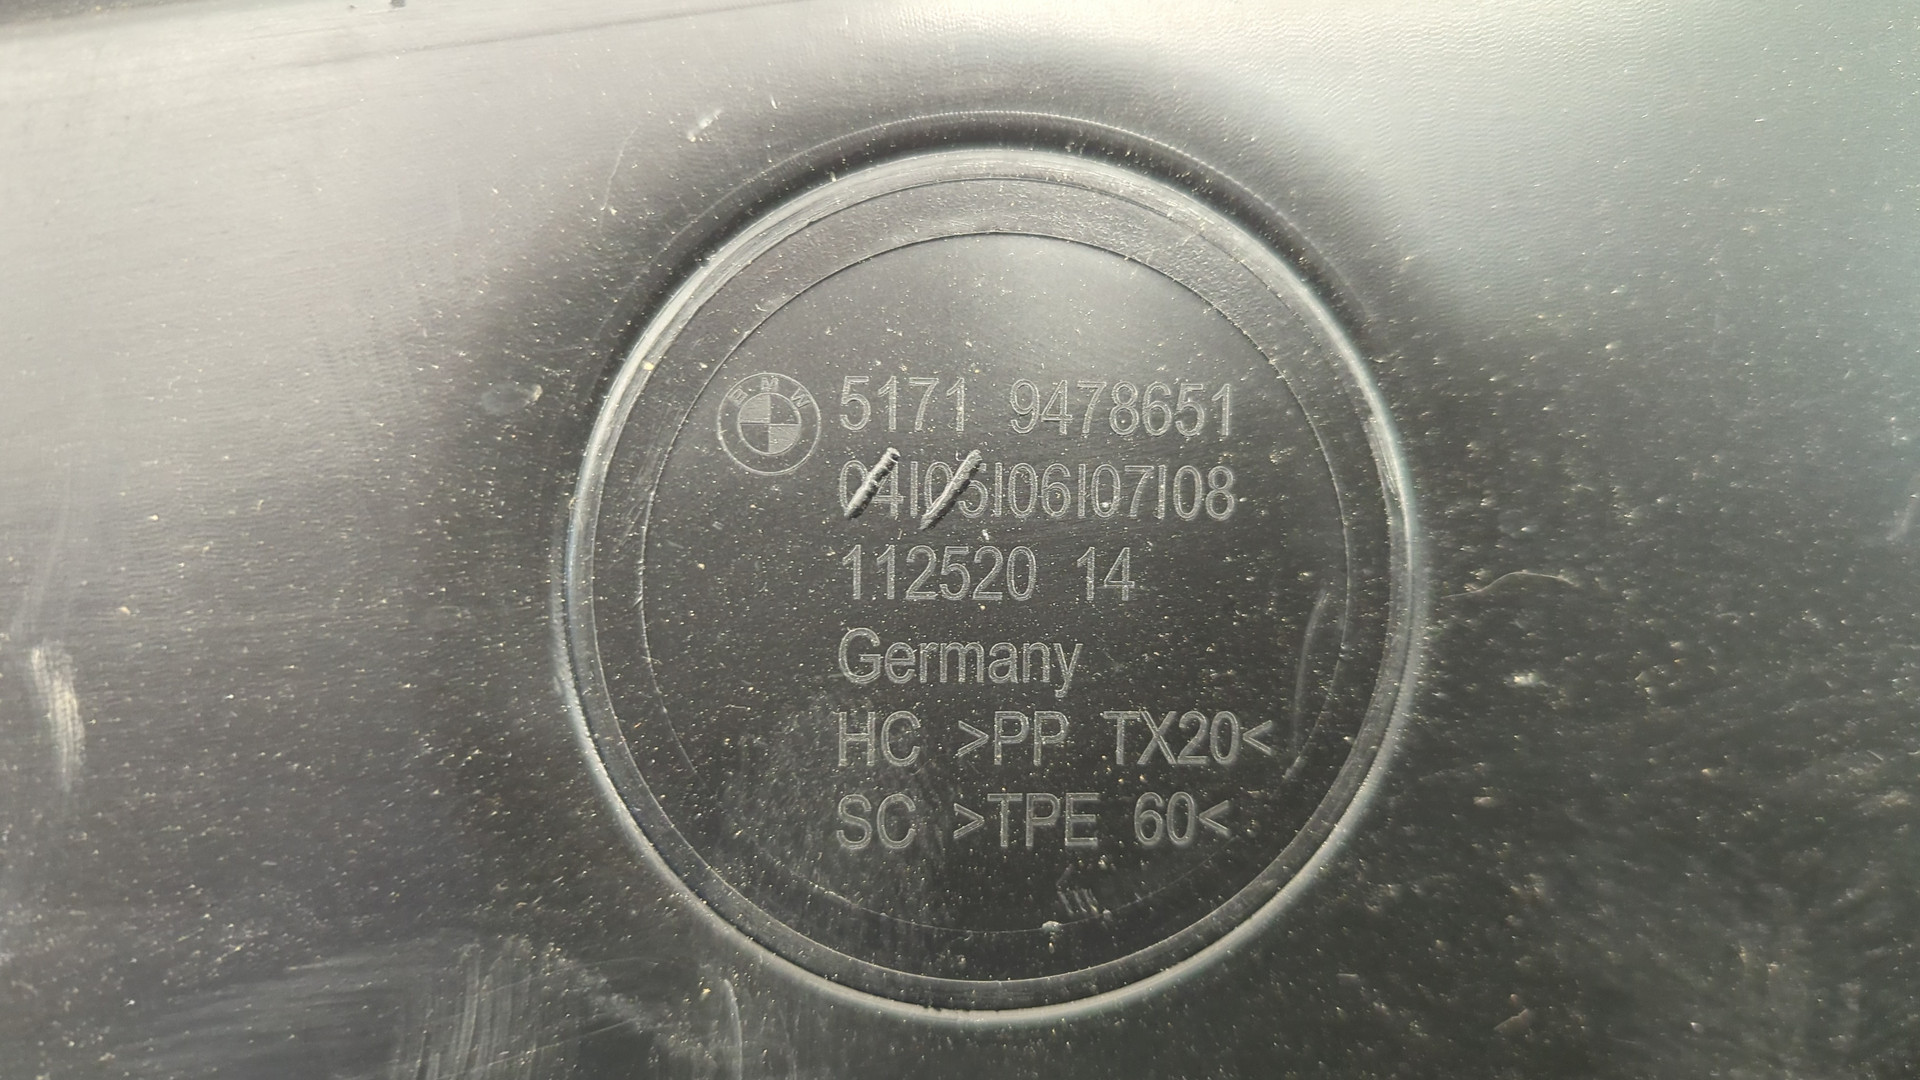 BMW
5171 9478651
04I05I06I07I08
112520 14
Germany
HC >PP TX20<
SC >TPE 60<